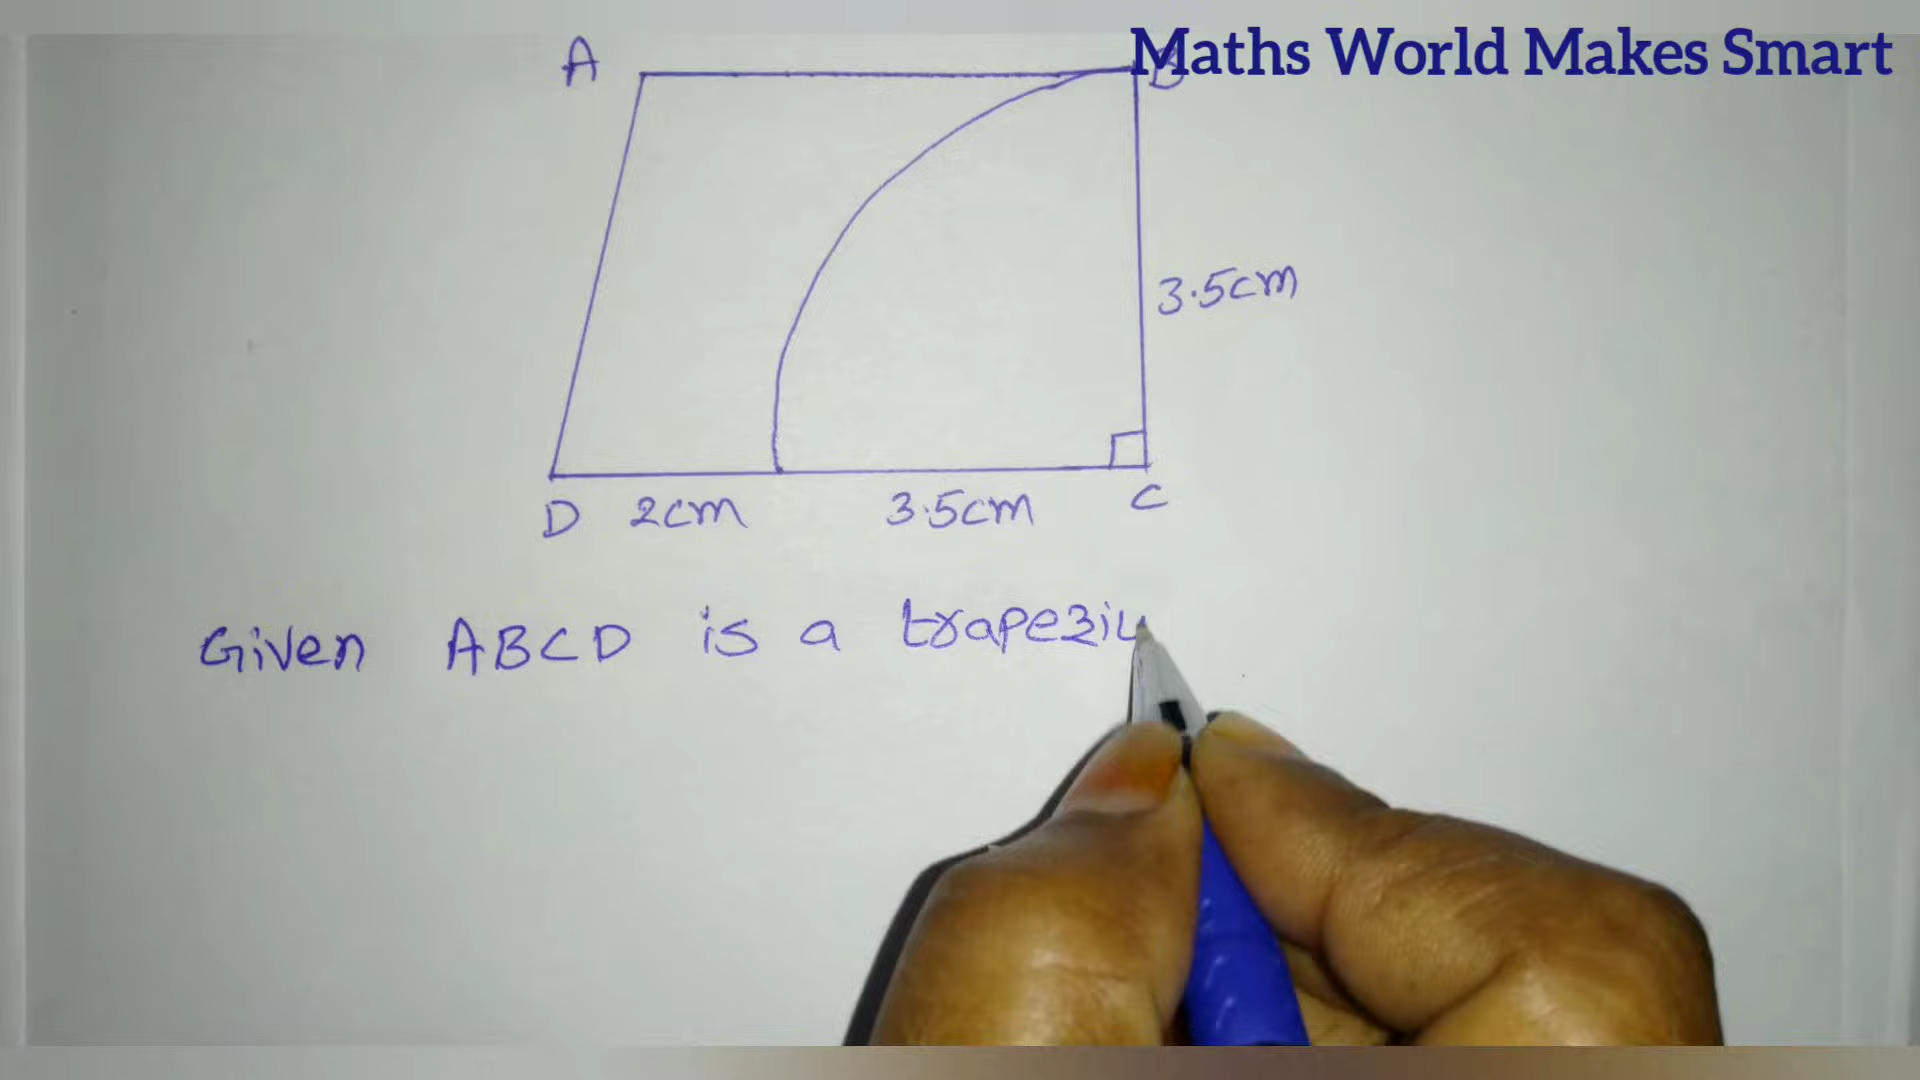 Maths World Makes Smart
A
B
3.5cm
D 2cm 3.5cm C
Given ABCD is a trapeziu